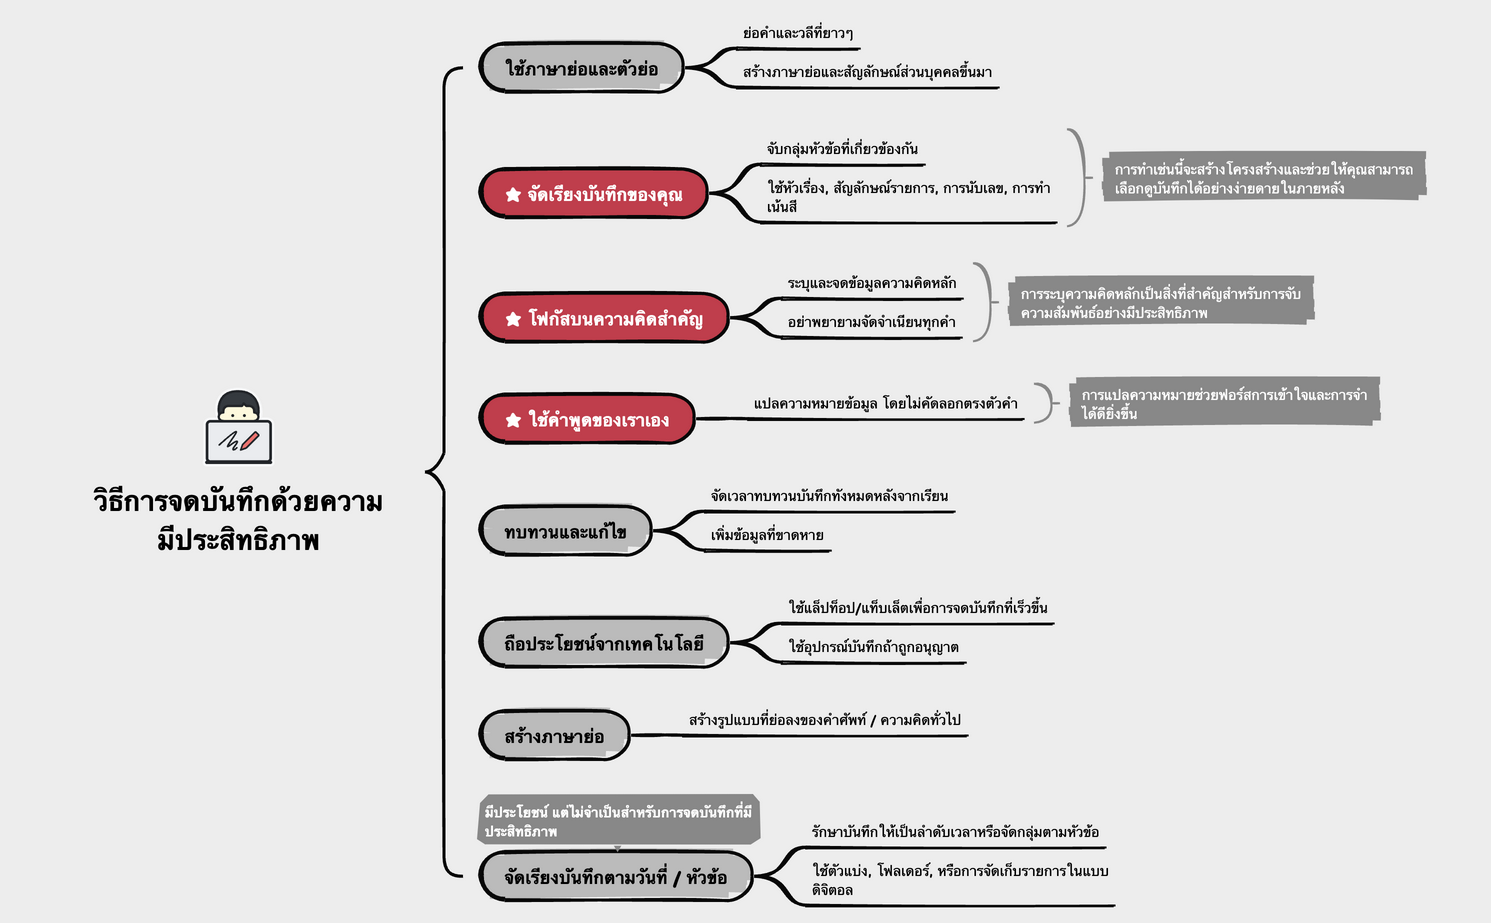 วิธีการจดบันทึกด้วยความ
มีประสิทธิภาพ
ใช้ภาษาย่อและตัวย่อ
ย่อคำและวลีที่ยาวๆ
สร้างภาษาย่อและสัญลักษณ์ส่วนบุคคลขึ้นมา
จัดเรียงบันทึกของคุณ
จับกลุ่มหัวข้อที่เกี่ยวข้องกัน
ใช้หัวเรื่อง, สัญลักษณ์รายการ, การนับเลข, การทำ
เน้นสี
การทำเช่นนี้จะสร้างโครงสร้างและช่วยให้คุณสามารถ
เลือกดูบันทึกได้อย่างง่ายดายในภายหลัง
โฟกัสบนความคิดสำคัญ
ระบุและจดข้อมูลความคิดหลัก
อย่าพยายามจัดจำเนียนทุกคำ
การระบุความคิดหลักเป็นสิ่งที่สำคัญสำหรับการจับ
ความสัมพันธ์อย่างมีประสิทธิภาพ
ใช้คำพูดของเราเอง
แปลความหมายข้อมูล โดยไม่คัดลอกตรงตัวคำ
การแปลความหมายช่วยฟอร์สการเข้าใจและการจำ
ได้ดียิ่งขึ้น
ทบทวนและแก้ไข
จัดเวลาทบทวนบันทึกทั้งหมดหลังจากเรียน
เพิ่มข้อมูลที่ขาดหาย
ถือประโยชน์จากเทคโนโลยี
ใช้แล็ปท็อป/แท็บเล็ตเพื่อการจดบันทึกที่เร็วขึ้น
ใช้อุปกรณ์บันทึกถ้าถูกอนุญาต
สร้างภาษาย่อ
สร้างรูปแบบที่ย่อลงของคำศัพท์ / ความคิดทั่วไป
มีประโยชน์ แต่ไม่จำเป็นสำหรับการจดบันทึกที่มี
ประสิทธิภาพ
จัดเรียงบันทึกตามวันที่ / หัวข้อ
รักษาบันทึกให้เป็นลำดับเวลาหรือจัดกลุ่มตามหัวข้อ
ใช้ตัวแบ่ง, โฟลเดอร์, หรือการจัดเก็บรายการในแบบ
ดิจิตอล